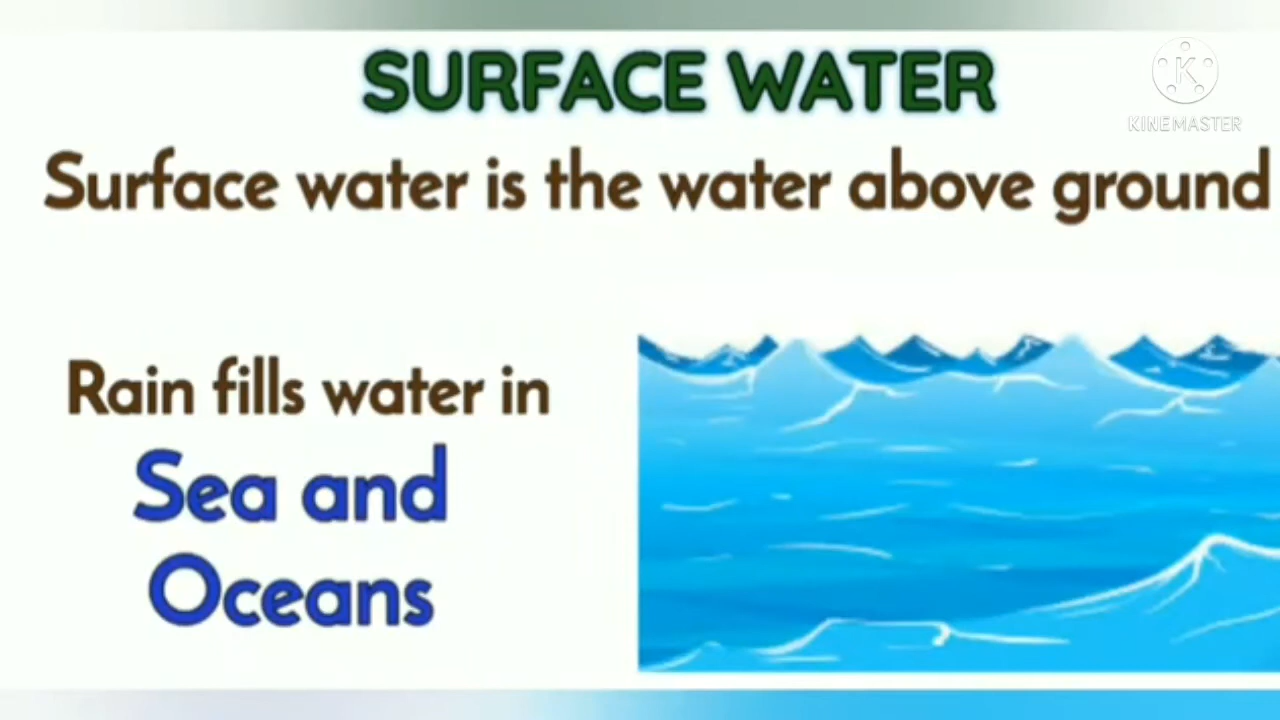 SURFACE WATER
K
KINEMASTER
Surface water is the water above ground
Rain fills water in
Sea and
Oceans